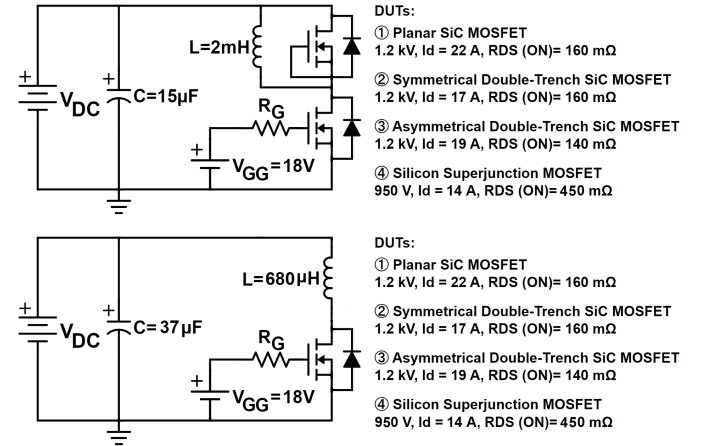 DUTs:
① Planar SiC MOSFET
1.2 kV, Id = 22 A, RDS (ON)= 160 mΩ
② Symmetrical Double-Trench SiC MOSFET
1.2 kV, Id = 17 A, RDS (ON)= 160 mΩ
③ Asymmetrical Double-Trench SiC MOSFET
1.2 kV, Id = 19 A, RDS (ON)= 140 mΩ
④ Silicon Superjunction MOSFET
950 V, Id = 14 A, RDS (ON)= 450 mΩ
L=2mH
+
VDC
+
C=15µF
RG
+
VGG=18V
DUTs:
① Planar SiC MOSFET
1.2 kV, Id = 22 A, RDS (ON)= 160 mΩ
② Symmetrical Double-Trench SiC MOSFET
1.2 kV, Id = 17 A, RDS (ON)= 160 mΩ
③ Asymmetrical Double-Trench SiC MOSFET
1.2 kV, Id = 19 A, RDS (ON)= 140 mΩ
④ Silicon Superjunction MOSFET
950 V, Id = 14 A, RDS (ON)= 450 mΩ
L=680µH
+
VDC
+
C=37µF
RG
+
VGG=18V